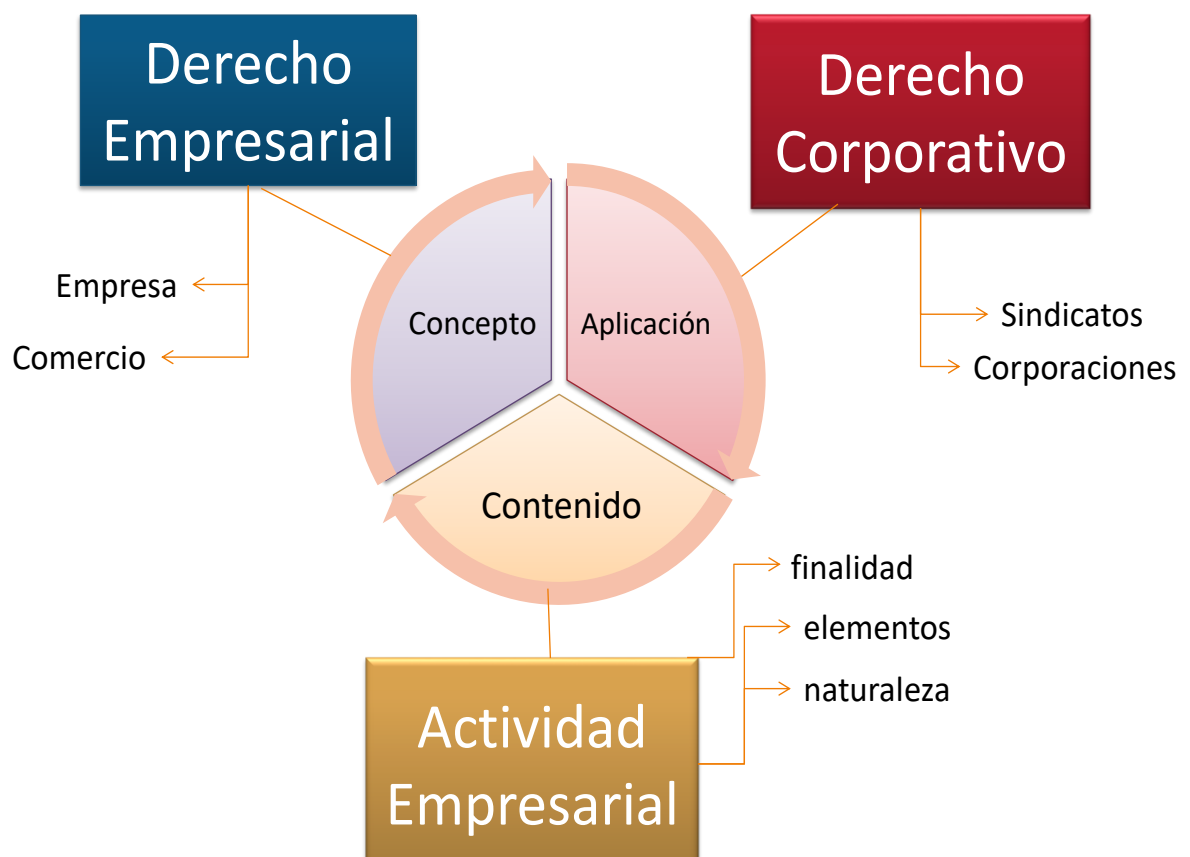 Derecho
Empresarial
Derecho
Corporativo
Empresa
Comercio
Concepto
Aplicación
Sindicatos
Corporaciones
Contenido
finalidad
elementos
naturaleza
Actividad
Empresarial